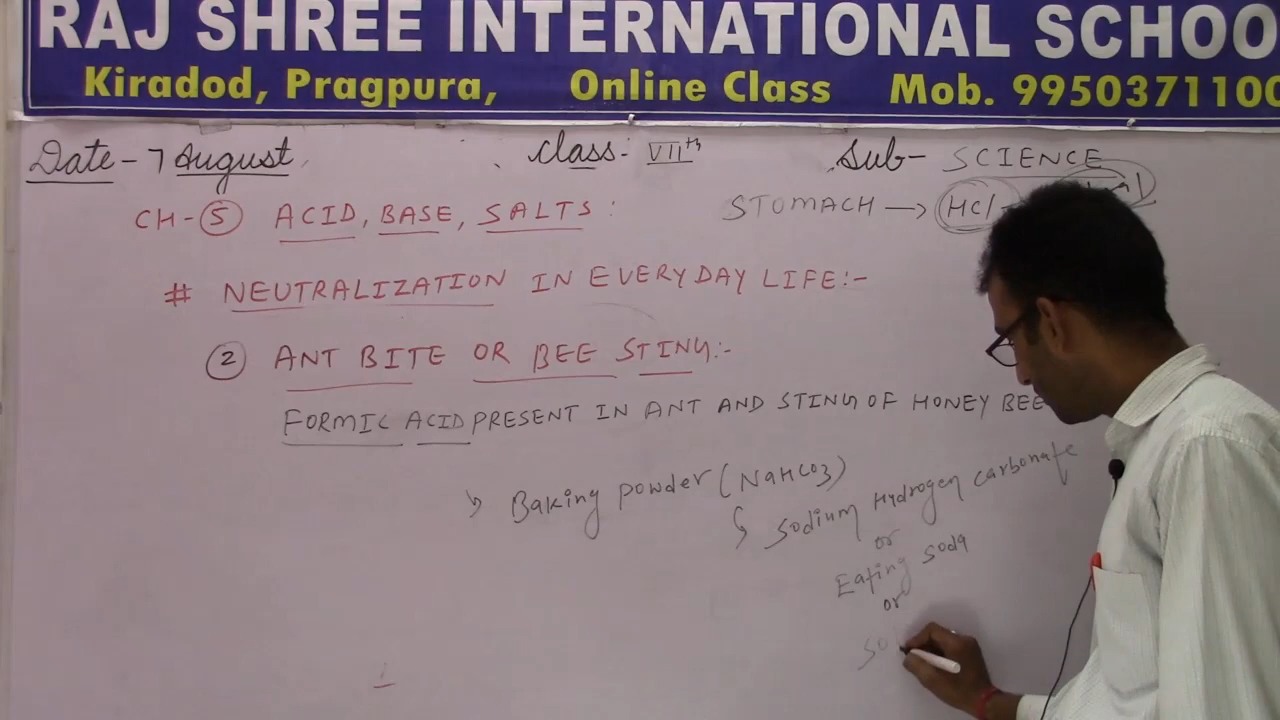 RAJ SHREE INTERNATIONAL SCHOO
Kiradod, Pragpura, Online Class Mob. 9950371100
Date - 7 August Class:- VIIth Sub- SCIENCE
CH-5 ACID, BASE, SALTS: STOMACH → HCl
# NEUTRALIZATION IN EVERYDAY LIFE:-
2 ANT BITE OR BEE STING:-
FORMIC ACID PRESENT IN ANT AND STING OF HONEY BEE
Baking powder (NaHCO3)
Sodium Hydrogen carbonate
or
Eating soda
or
So